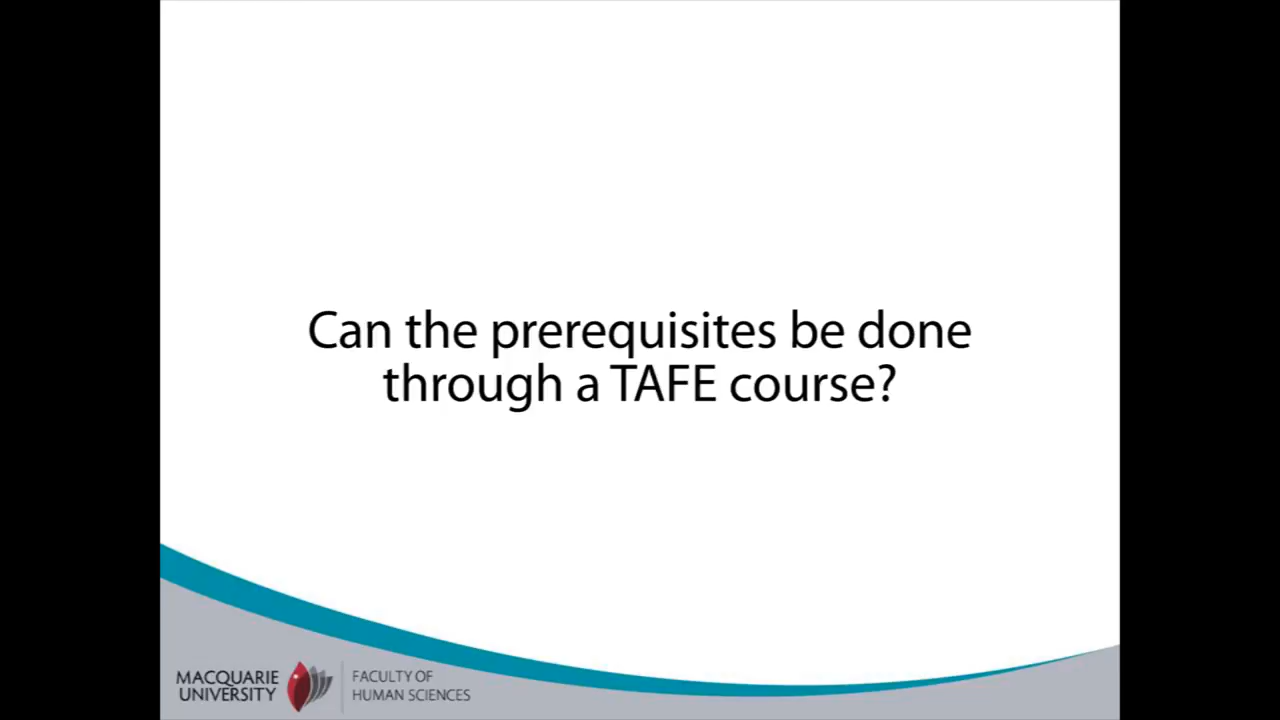 Can the prerequisites be done
through a TAFE course?
MACQUARIE
UNIVERSITY
FACULTY OF
HUMAN SCIENCES